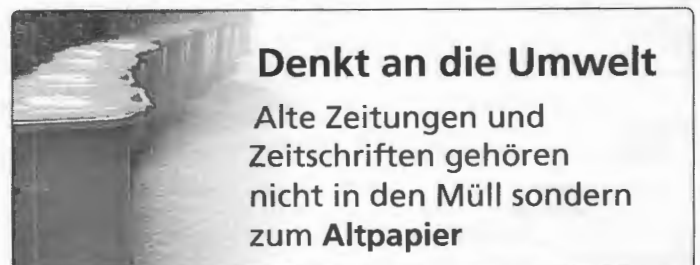 Denkt an die Umwelt
Alte Zeitungen und
Zeitschriften gehören
nicht in den Müll sondern
zum Altpapier